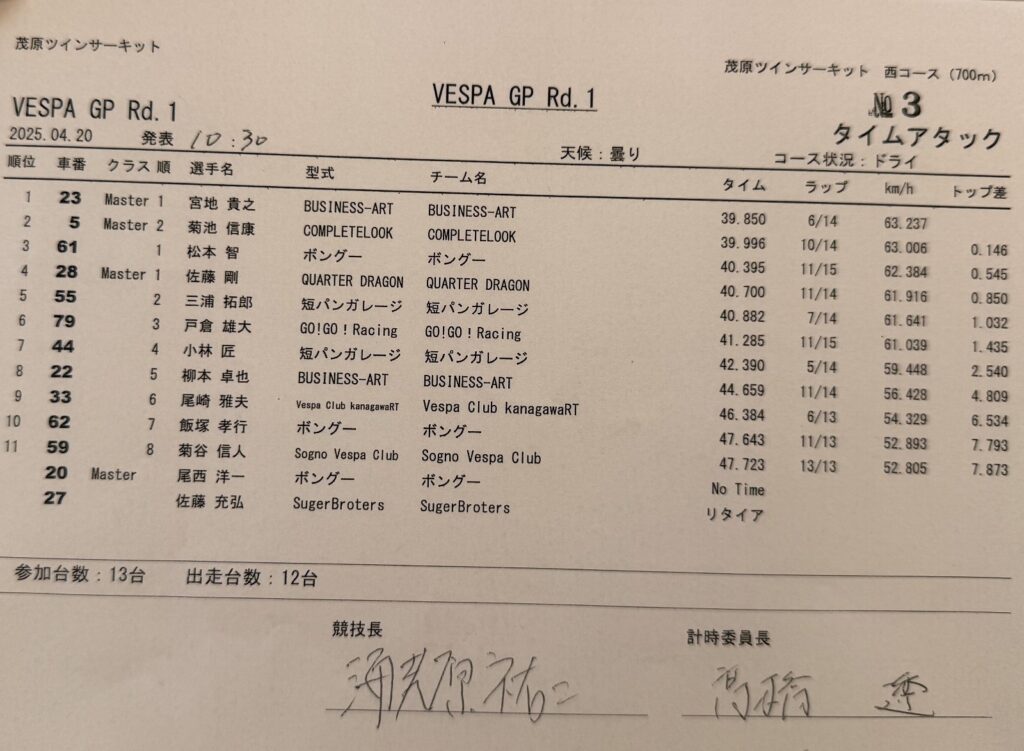 茂原ツインサーキット
茂原ツインサーキット 西コース (700m)
VESPA GP Rd.1
VESPA GP Rd.1
№ 3
2025.04.20 発表 10:30
タイムアタック
天候：曇り コース状況：ドライ
順位 車番 クラス 順 選手名 型式 チーム名 タイム ラップ km/h トップ差
1 23 Master 1 宮地 貴之 BUSINESS-ART BUSINESS-ART 39.850 6/14 63.237
2 5 Master 2 菊池 信康 COMPLETELOOK COMPLETELOOK 39.996 10/14 63.006 0.146
3 61 1 松本 智 ボングー ボングー 40.395 11/15 62.384 0.545
4 28 Master 1 佐藤 剛 QUARTER DRAGON QUARTER DRAGON 40.700 11/14 61.916 0.850
5 55 2 三浦 拓郎 短パンガレージ 短パンガレージ 40.882 7/14 61.641 1.032
6 79 3 戸倉 雄大 GO!GO！Racing GO!GO！Racing 41.285 11/15 61.039 1.435
7 44 4 小林 匠 短パンガレージ 短パンガレージ 42.390 5/14 59.448 2.540
8 22 5 柳本 卓也 BUSINESS-ART BUSINESS-ART 44.659 11/14 56.428 4.809
9 33 6 尾崎 雅夫 Vespa Club kanagawaRT Vespa Club kanagawaRT 46.384 6/13 54.329 6.534
10 62 7 飯塚 孝行 ボングー ボングー 47.643 11/13 52.893 7.793
11 59 8 菊谷 信人 Sogno Vespa Club Sogno Vespa Club 47.723 13/13 52.805 7.873
20 Master 尾西 洋一 ボングー ボングー No Time
27 佐藤 充弘 SugerBroters SugerBroters リタイア
参加台数：13台 出走台数：12台
競技長 計時委員長
海老原祐二 高橋 透